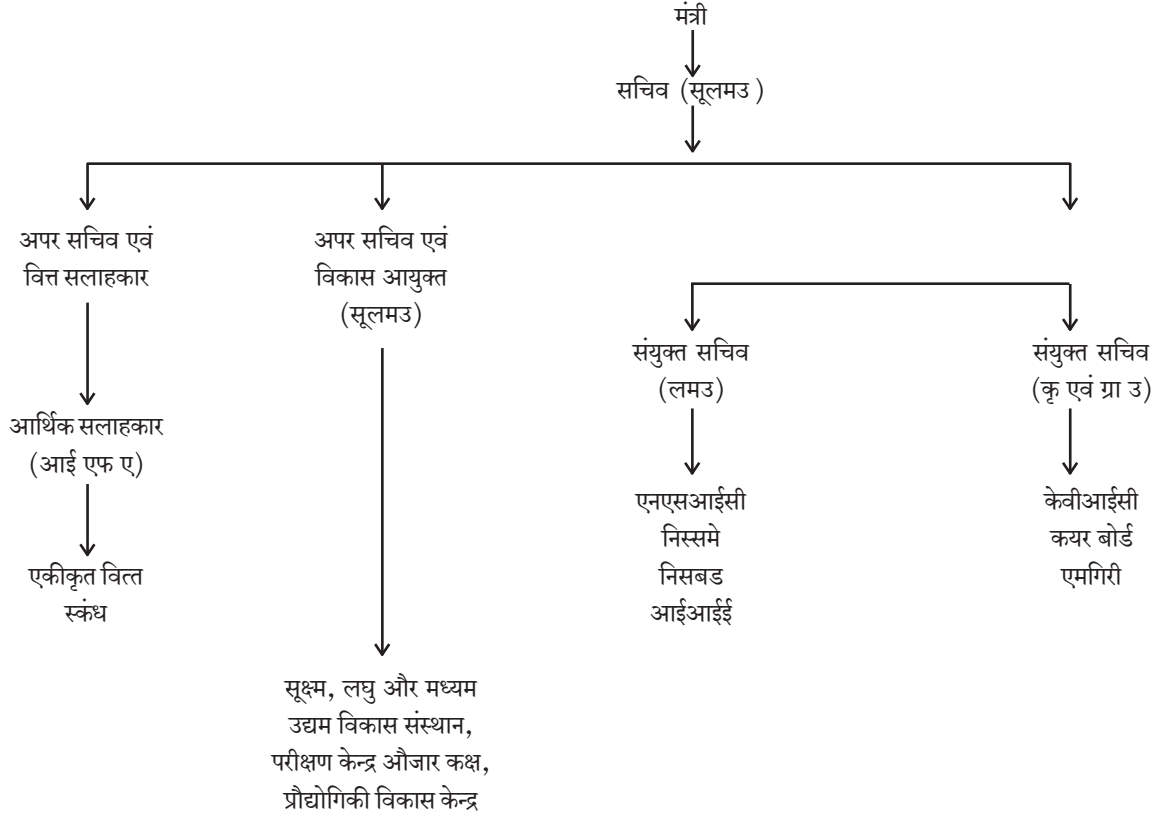 मंत्री
सचिव (सूलमउ )
अपर सचिव एवं
वित्त सलाहकार
अपर सचिव एवं
विकास आयुक्त
(सूलमउ)
संयुक्त सचिव
(लमउ)
संयुक्त सचिव
(कृ एवं ग्रा उ)
आर्थिक सलाहकार
(आई एफ ए)
एनएसआईसी
निस्समे
निसबड
आईआईई
केवीआईसी
कयर बोर्ड
एमगिरी
एकीकृत वित्त
स्कंध
सूक्ष्म, लघु और मध्यम
उद्यम विकास संस्थान,
परीक्षण केन्द्र औजार कक्ष,
प्रौद्योगिकी विकास केन्द्र